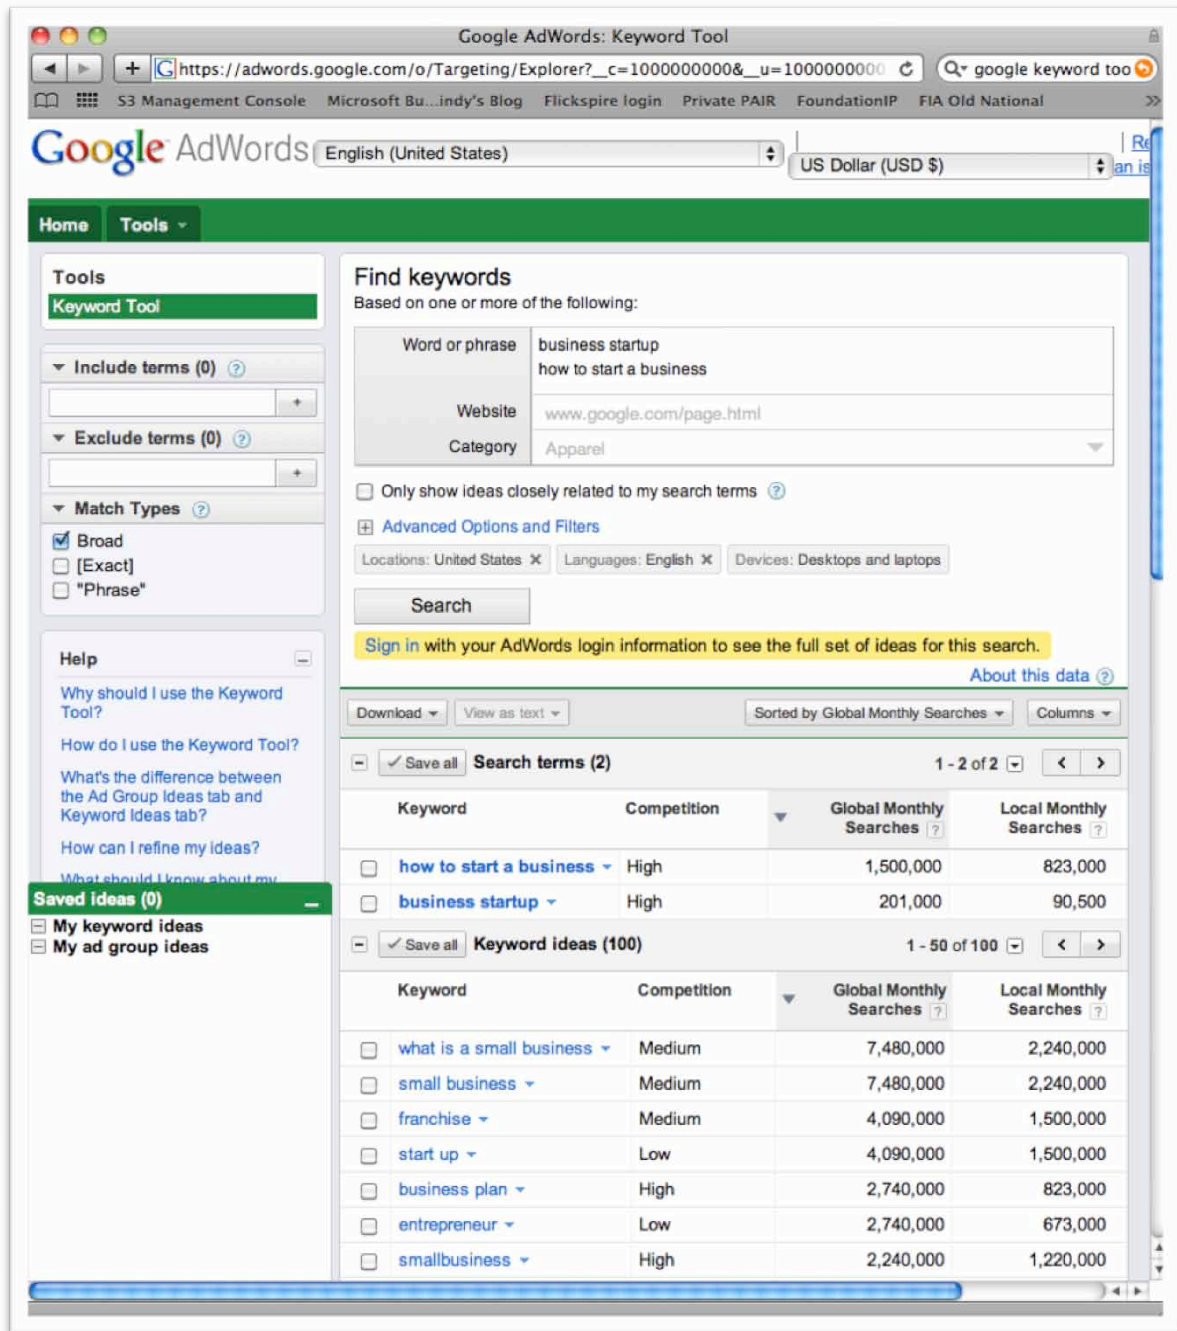 Google AdWords: Keyword Tool
https://adwords.google.com/o/Targeting/Explorer?__c=1000000000&__u=1000000000
google keyword too
S3 Management Console Microsoft Bu...indy's Blog Flickspire login Private PAIR FoundationIP FIA Old National
Google AdWords English (United States) US Dollar (USD $)
an is
Home Tools
Tools
Keyword Tool
Include terms (0) ?
+
Exclude terms (0) ?
+
Match Types ?
Broad
[Exact]
"Phrase"
Help
Why should I use the Keyword
Tool?
How do I use the Keyword Tool?
What's the difference between
the Ad Group Ideas tab and
Keyword Ideas tab?
How can I refine my ideas?
What should I know about my
Saved ideas (0)
My keyword ideas
My ad group ideas
Find keywords
Based on one or more of the following:
Word or phrase business startup
how to start a business
Website www.google.com/page.html
Category Apparel
Only show ideas closely related to my search terms ?
Advanced Options and Filters
Locations: United States Languages: English Devices: Desktops and laptops
Search
Sign in with your AdWords login information to see the full set of ideas for this search.
About this data ?
Download View as text Sorted by Global Monthly Searches Columns
Save all Search terms (2) 1 - 2 of 2
Keyword Competition Global Monthly Searches ? Local Monthly Searches ?
how to start a business High 1,500,000 823,000
business startup High 201,000 90,500
Save all Keyword ideas (100) 1 - 50 of 100
Keyword Competition Global Monthly Searches ? Local Monthly Searches ?
what is a small business Medium 7,480,000 2,240,000
small business Medium 7,480,000 2,240,000
franchise Medium 4,090,000 1,500,000
start up Low 4,090,000 1,500,000
business plan High 2,740,000 823,000
entrepreneur Low 2,740,000 673,000
smallbusiness High 2,240,000 1,220,000